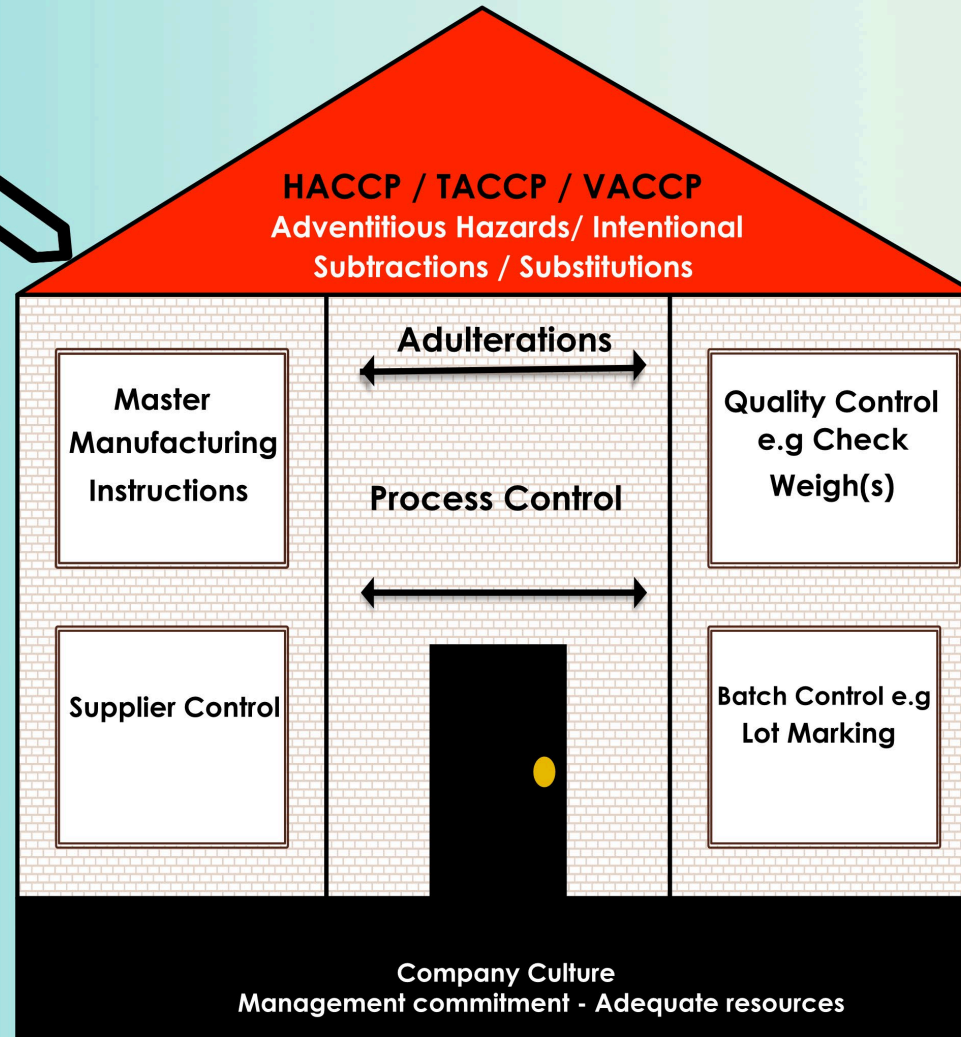 HACCP / TACCP / VACCP
Adventitious Hazards/ Intentional
Subtractions / Substitutions
Adulterations
Master
Manufacturing
Instructions
Process Control
Quality Control
e.g Check
Weigh(s)
Supplier Control
Batch Control e.g
Lot Marking
Company Culture
Management commitment - Adequate resources